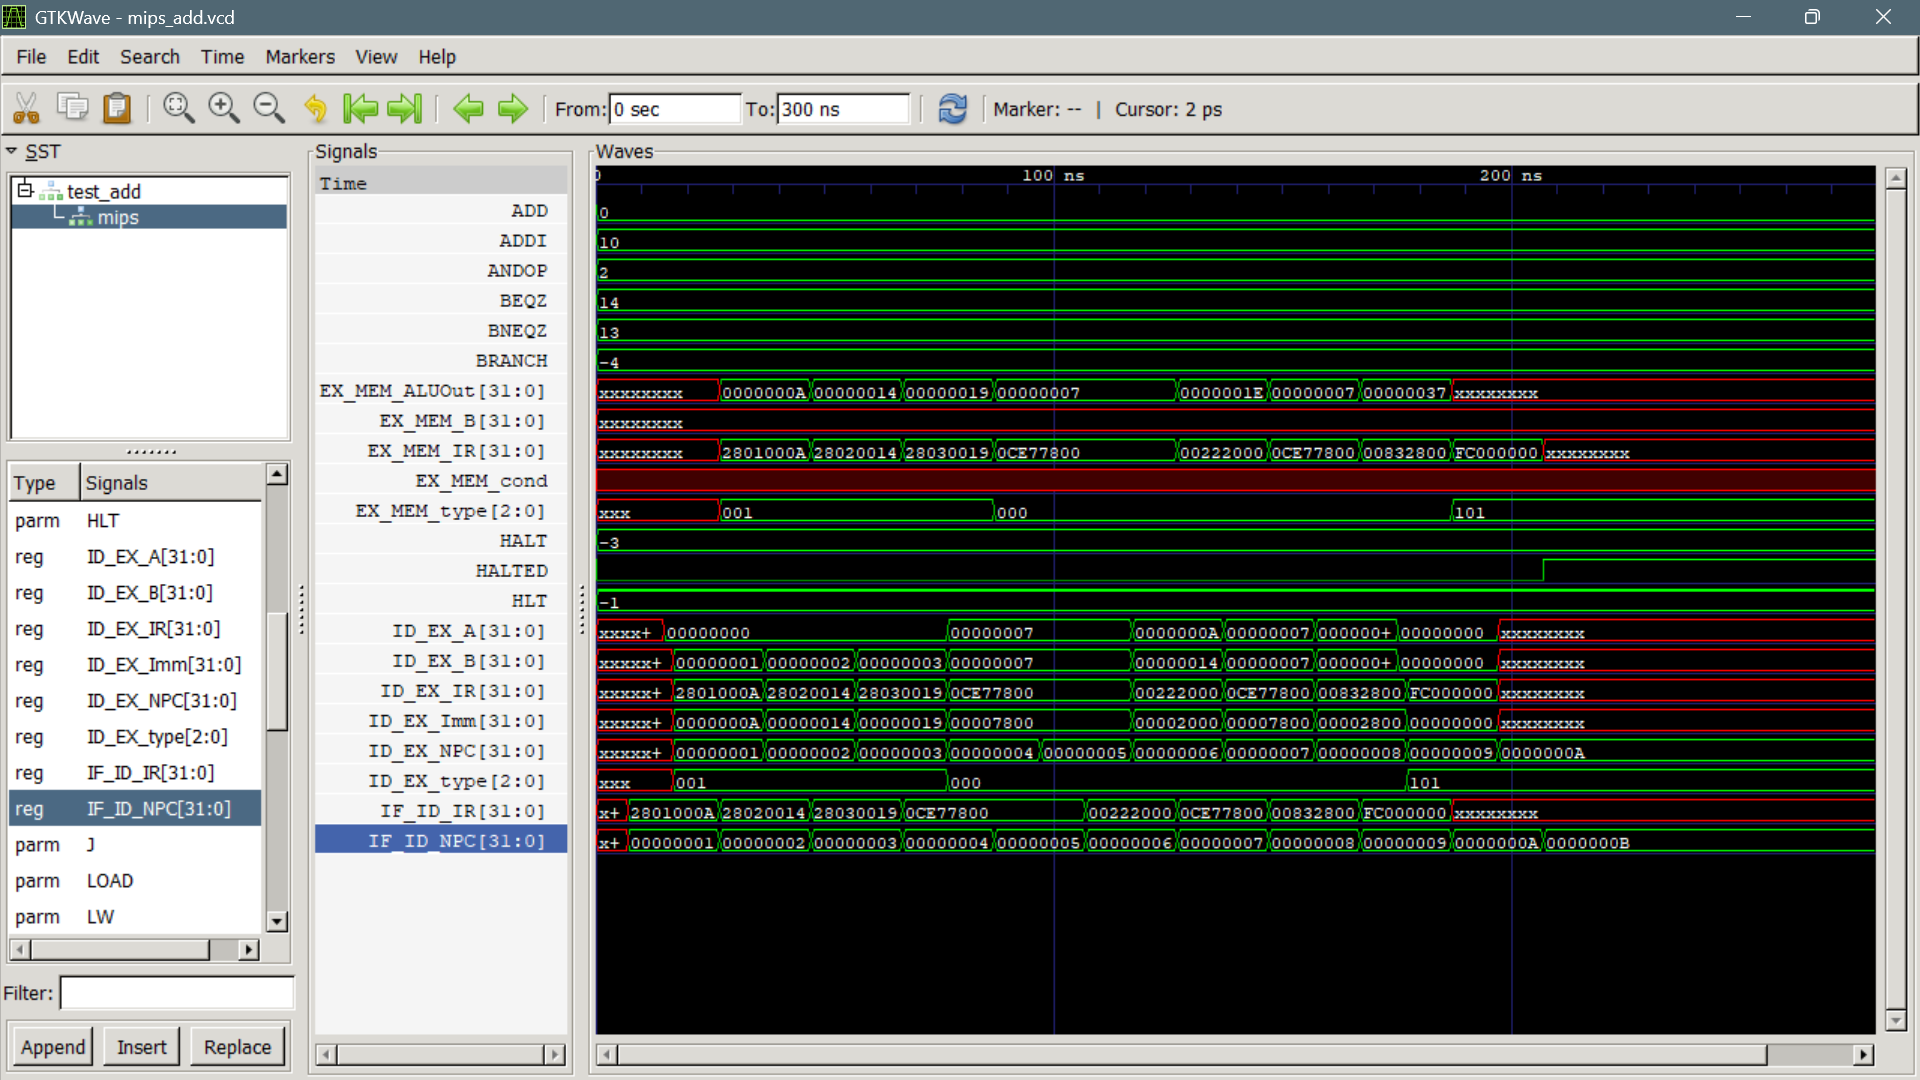 GTKWave - mips_add.vcd
File Edit Search Time Markers View Help
From: 0 sec To: 300 ns Marker: -- | Cursor: 2 ps
SST
test_add
mips
Type Signals
parm HLT
reg ID_EX_A[31:0]
reg ID_EX_B[31:0]
reg ID_EX_IR[31:0]
reg ID_EX_Imm[31:0]
reg ID_EX_NPC[31:0]
reg ID_EX_type[2:0]
reg IF_ID_IR[31:0]
reg IF_ID_NPC[31:0]
parm J
parm LOAD
parm LW
Filter:
Append Insert Replace
Signals
Time
ADD
ADDI
ANDOP
BEQZ
BNEQZ
BRANCH
EX_MEM_ALUOut[31:0]
EX_MEM_B[31:0]
EX_MEM_IR[31:0]
EX_MEM_cond
EX_MEM_type[2:0]
HALT
HALTED
HLT
ID_EX_A[31:0]
ID_EX_B[31:0]
ID_EX_IR[31:0]
ID_EX_Imm[31:0]
ID_EX_NPC[31:0]
ID_EX_type[2:0]
IF_ID_IR[31:0]
IF_ID_NPC[31:0]
Waves
0 100 ns 200 ns
0
10
2
14
13
-4
xxxxxxxx 0000000A 00000014 00000019 00000007 0000001E 00000007 00000037 xxxxxxxx
xxxxxxxx
xxxxxxxx 2801000A 28020014 28030019 0CE77800 00222000 0CE77800 00832800 FC000000 xxxxxxxx
xxx 001 000 101
-3
-1
xxxx+ 00000000 00000007 0000000A 00000007 000000+ 00000000 xxxxxxxx
xxxxx+ 00000001 00000002 00000003 00000007 00000014 00000007 000000+ 00000000 xxxxxxxx
xxxxx+ 2801000A 28020014 28030019 0CE77800 00222000 0CE77800 00832800 FC000000 xxxxxxxx
xxxxx+ 0000000A 00000014 00000019 00007800 00002000 00007800 00002800 00000000 xxxxxxxx
xxxxx+ 00000001 00000002 00000003 00000004 00000005 00000006 00000007 00000008 00000009 0000000A
xxx 001 000 101
x+ 2801000A 28020014 28030019 0CE77800 00222000 0CE77800 00832800 FC000000 xxxxxxxx
x+ 00000001 00000002 00000003 00000004 00000005 00000006 00000007 00000008 00000009 0000000A 0000000B